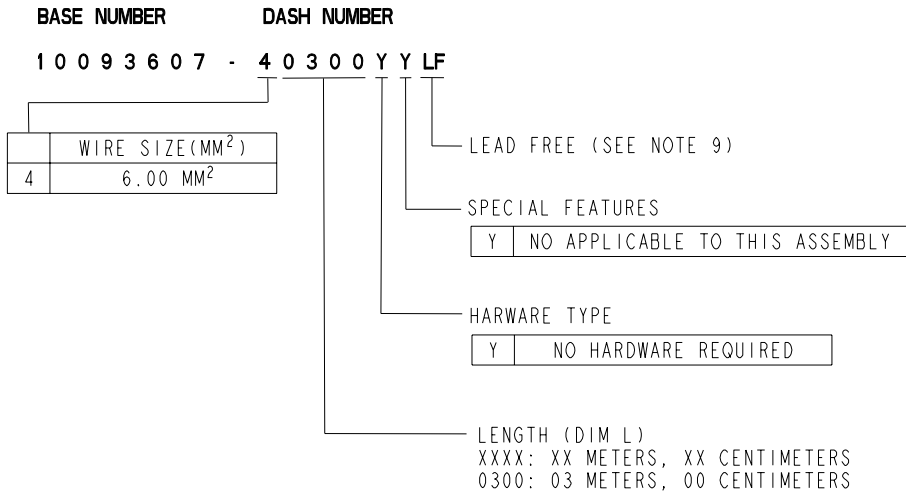 BASE NUMBER DASH NUMBER
10093607 - 40300YYLF
WIRE SIZE(MM²)
4 6.00 MM²
LEAD FREE (SEE NOTE 9)
SPECIAL FEATURES
Y NO APPLICABLE TO THIS ASSEMBLY
HARWARE TYPE
Y NO HARDWARE REQUIRED
LENGTH (DIM L)
XXXX: XX METERS, XX CENTIMETERS
0300: 03 METERS, 00 CENTIMETERS